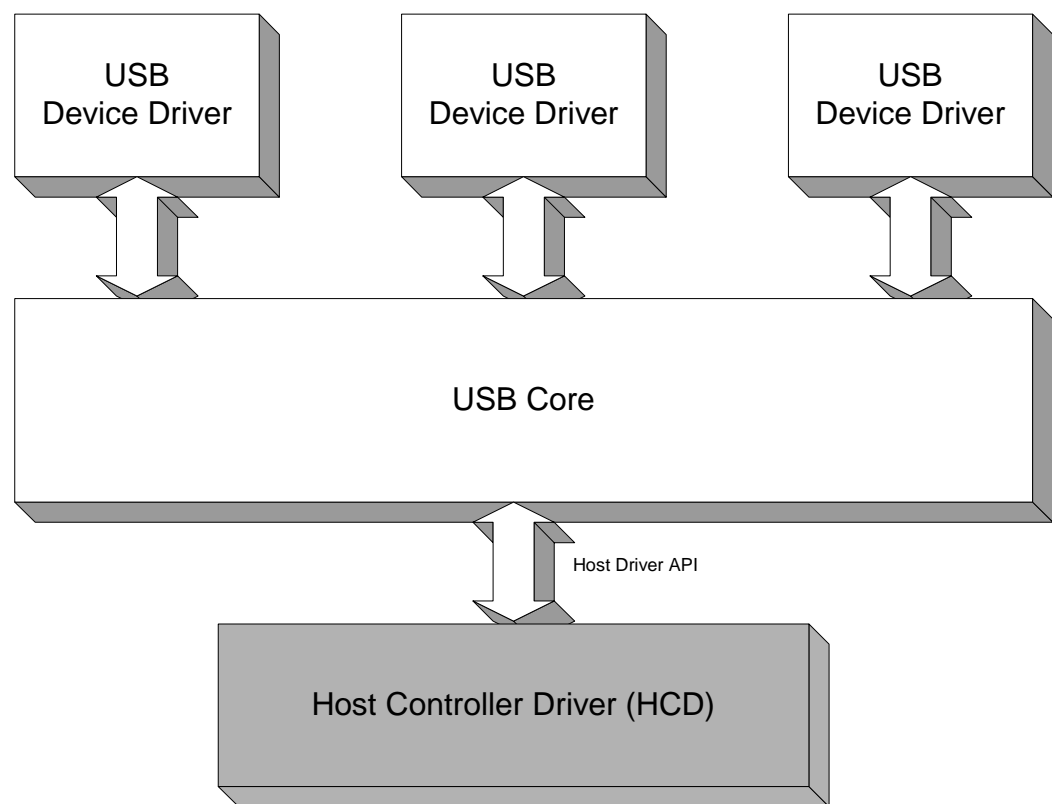 USB
Device Driver
USB
Device Driver
USB
Device Driver
USB Core
Host Driver API
Host Controller Driver (HCD)